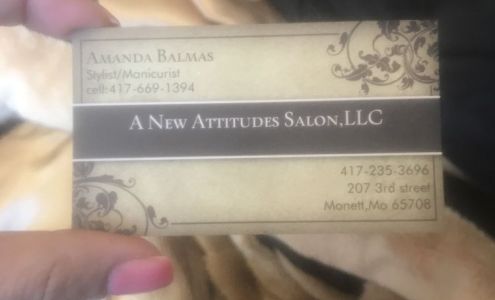 Amanda Balmas
Stylist/Manicurist
cell:417-669-1394
A New Attitudes Salon,LLC
417-235-3696
207 3rd street
Monett,Mo 65708